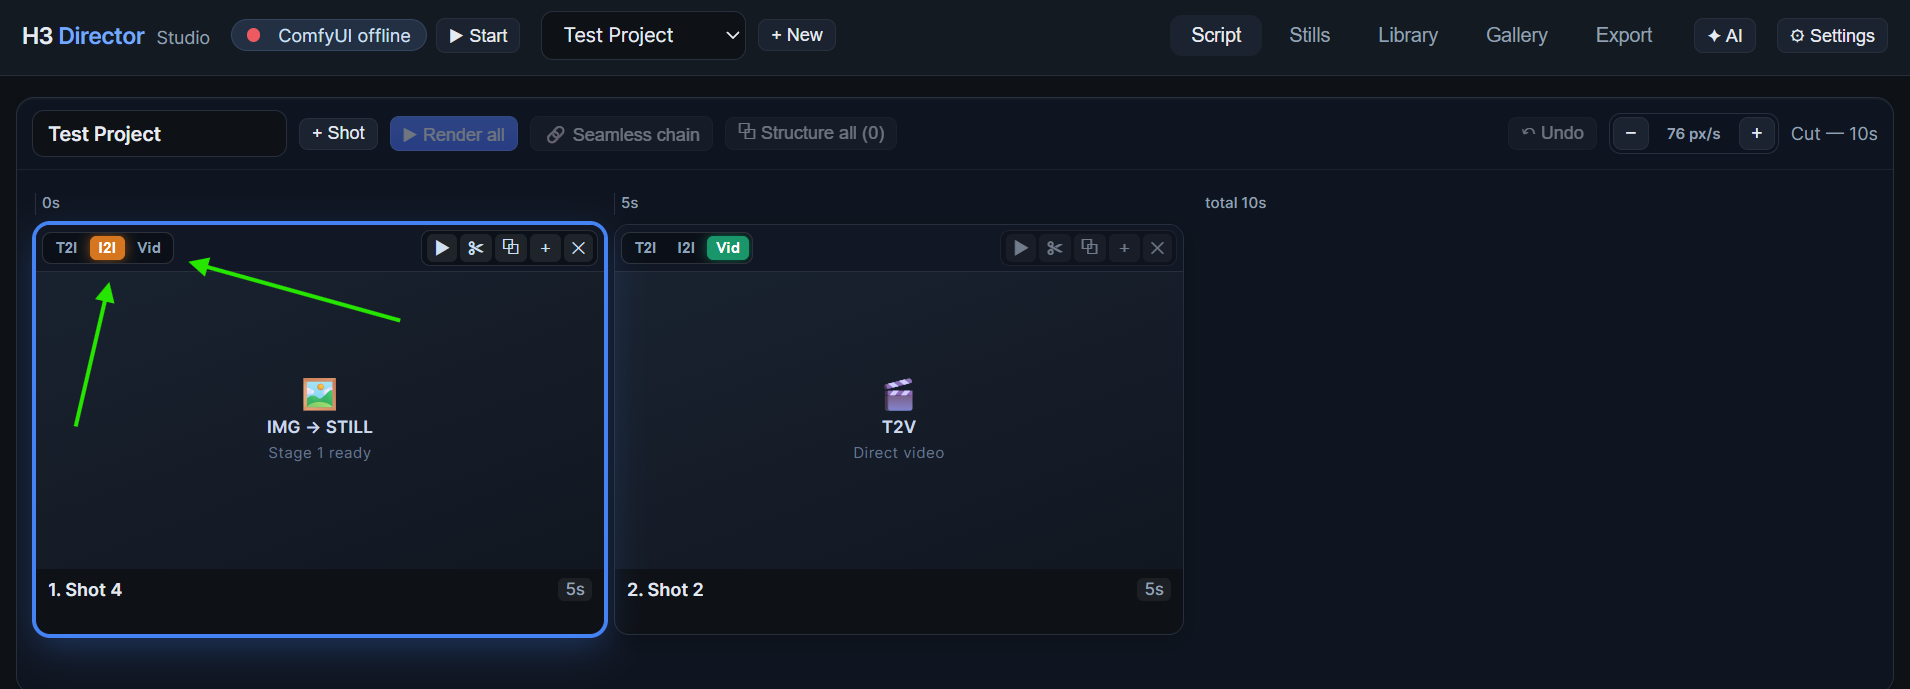 H3 Director Studio ComfyUI offline ▶ Start Test Project + New Script Stills Library Gallery Export ✦ AI ⚙ Settings
Test Project + Shot ▶ Render all 🔗 Seamless chain Structure all (0) ↶ Undo − 76 px/s + Cut — 10s
0s 5s total 10s
T2I I2I Vid T2I I2I Vid
IMG → STILL
Stage 1 ready
T2V
Direct video
1. Shot 4 5s
2. Shot 2 5s